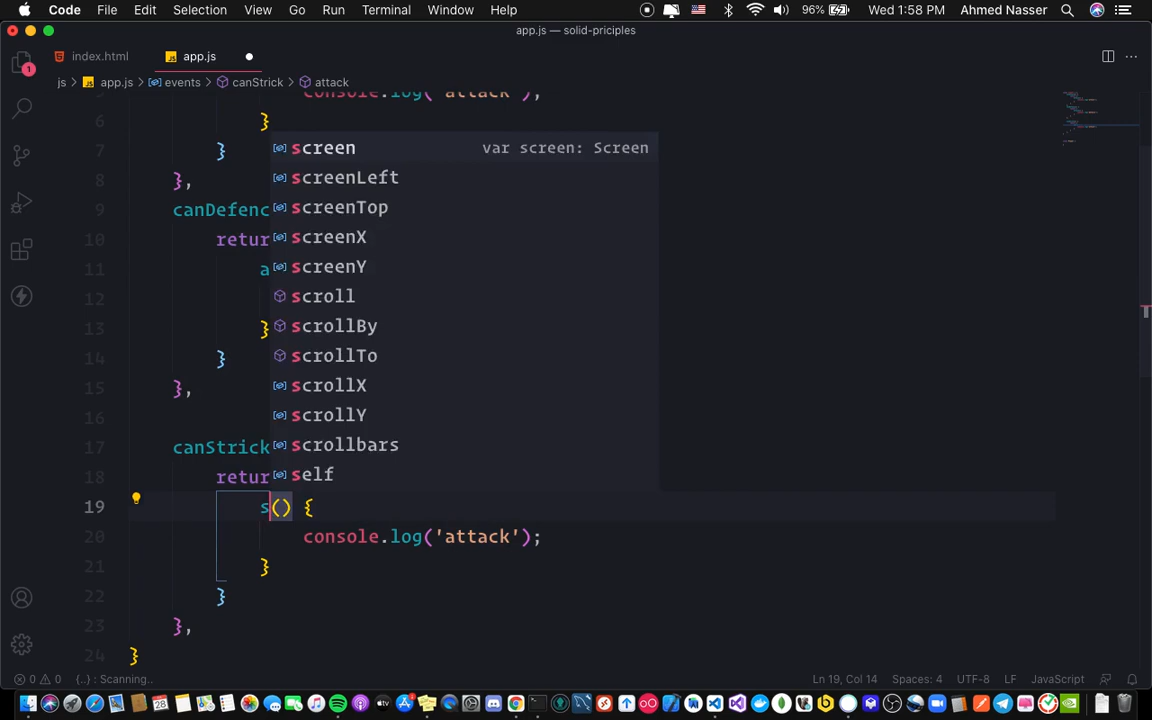 Code File Edit Selection View Go Run Terminal Window Help 96% Wed 1:58 PM Ahmed Nasser
app.js — solid-priciples
index.html app.js
js > app.js > events > canStrick > attack
console.log('attack');
6 }
7 }
8 },
9 canDefenc
10 retur
11 a
12
13 }
14 }
15 },
16
17 canStrick
18 retur
19 s() {
20 console.log('attack');
21 }
22 }
23 },
24 }
screen var screen: Screen
screenLeft
screenTop
screenX
screenY
scroll
scrollBy
scrollTo
scrollX
scrollY
scrollbars
self
1
0 0 {..} : Scanning.. Ln 19, Col 14 Spaces: 4 UTF-8 LF JavaScript